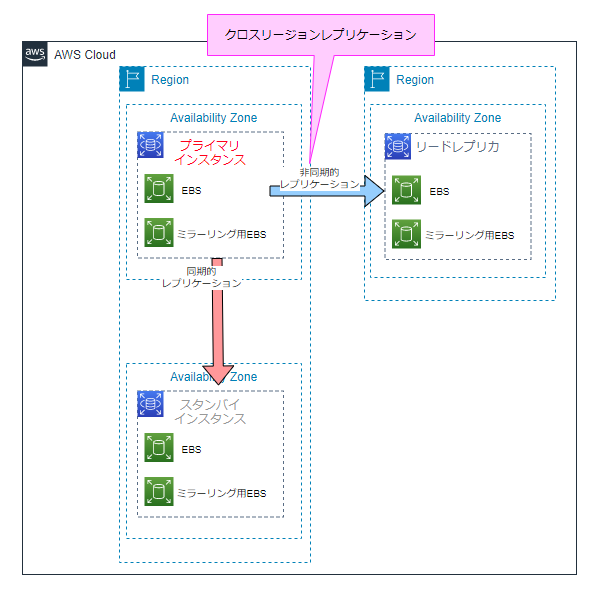 クロスリージョンレプリケーション
aws
AWS Cloud
Region
Availability Zone
プライマリ
インスタンス
EBS
ミラーリング用EBS
非同期的
レプリケーション
Region
Availability Zone
リードレプリカ
EBS
ミラーリング用EBS
同期的
レプリケーション
Availability Zone
スタンバイ
インスタンス
EBS
ミラーリング用EBS